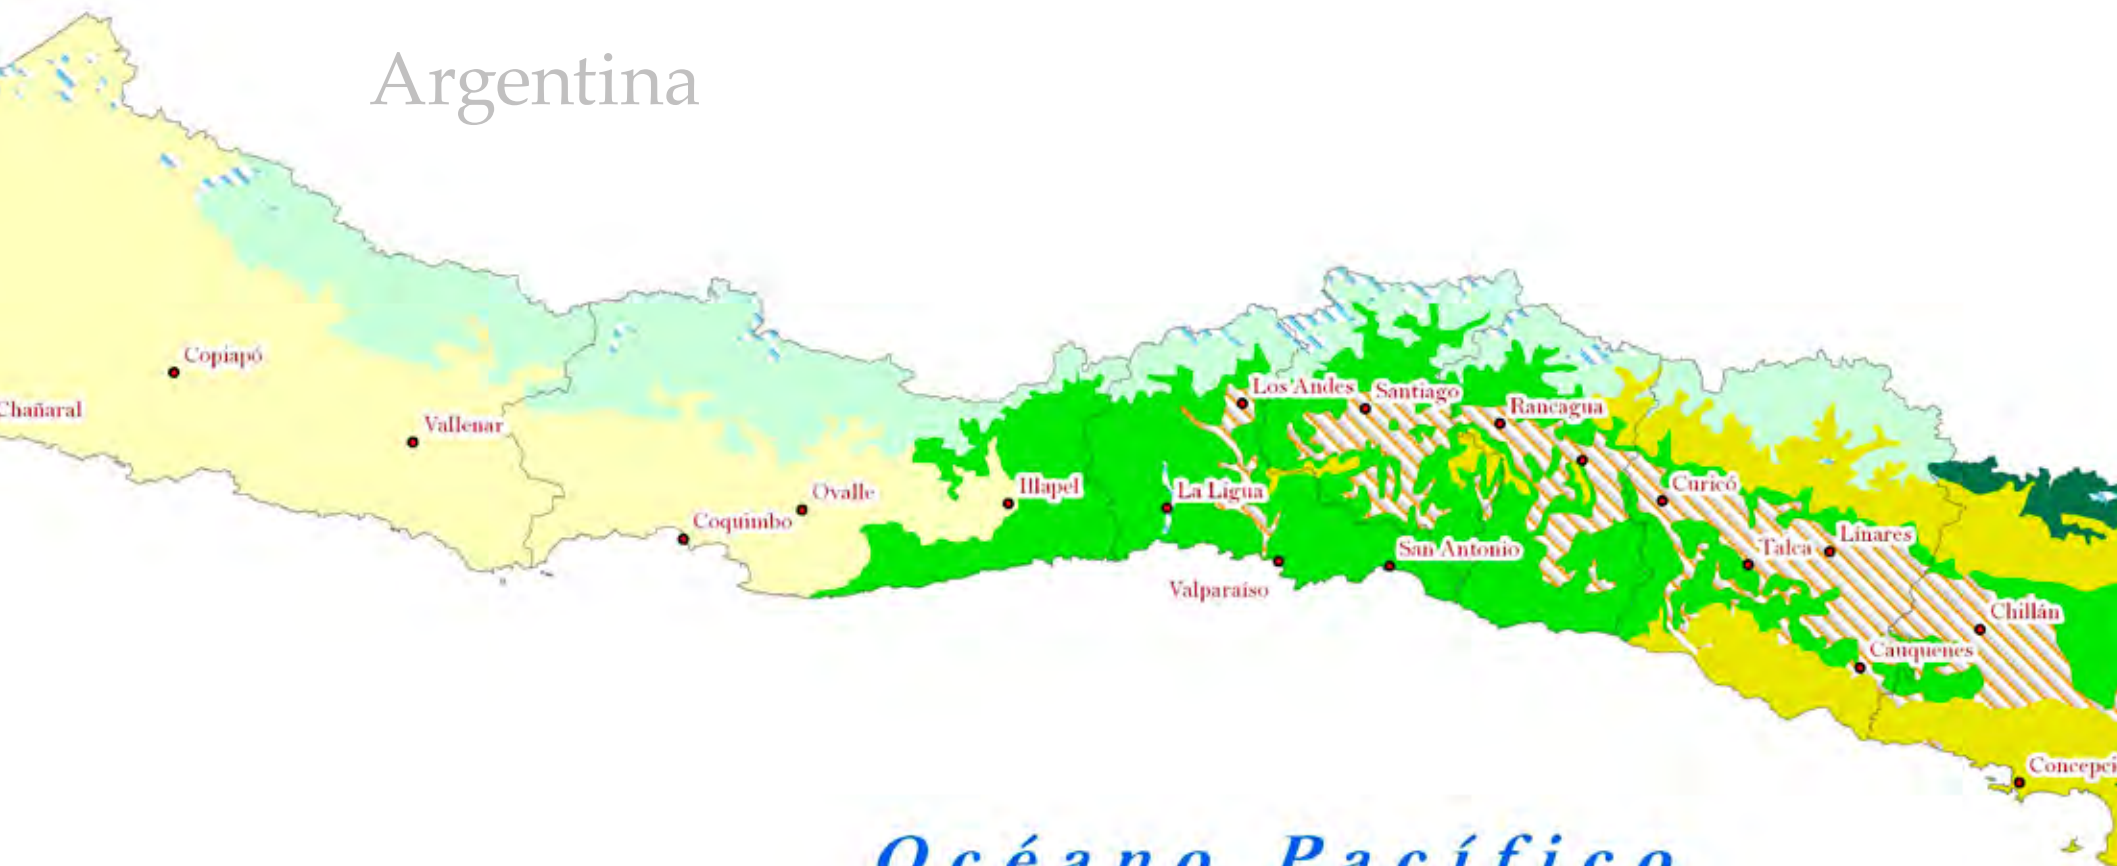 Argentina
Copiapó
Chañaral
Vallenar
Ovalle
Coquimbo
Illapel
La Ligua
Los Andes
Santiago
Rancagua
San Antonio
Valparaíso
Curicó
Talca
Linares
Chillán
Cauquenes
Concepci
Océano Pacífico